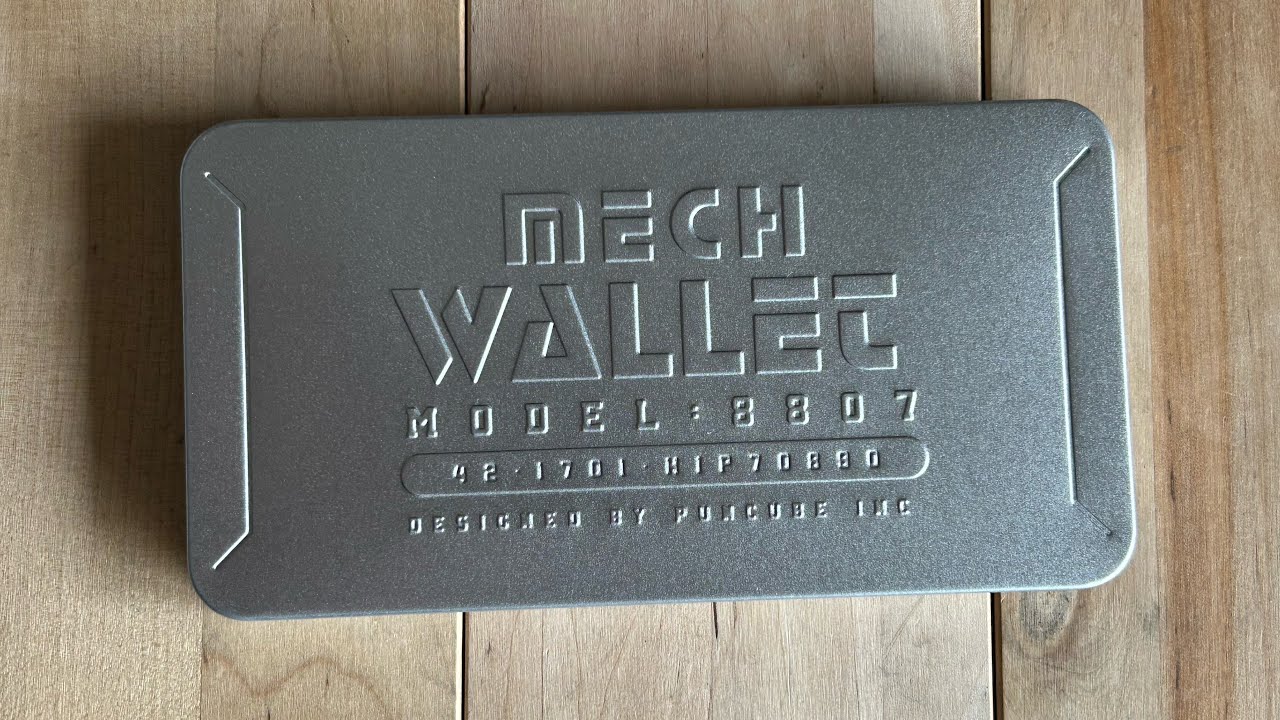 MECH
WALLET
MODEL:8807
42·1701·HIP70890
DESIGNED BY PUNCUBE INC